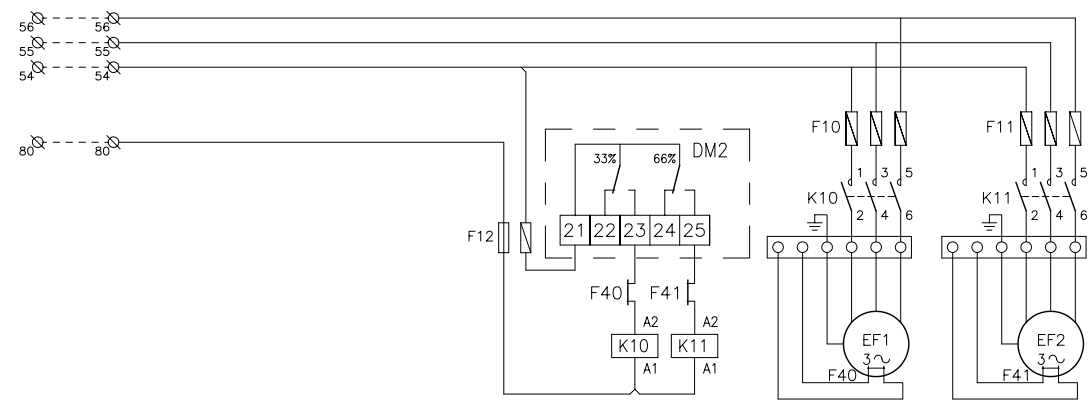 56 56
55 55
54 54
80 80
F10
F11
33% 66% DM2
1 3 5
1 3 5
K10
K11
2 4 6
2 4 6
F12
21 22 23 24 25
F40 F41
A2 A2
K10 K11
A1 A1
EF1
3~
F40
EF2
3~
F41